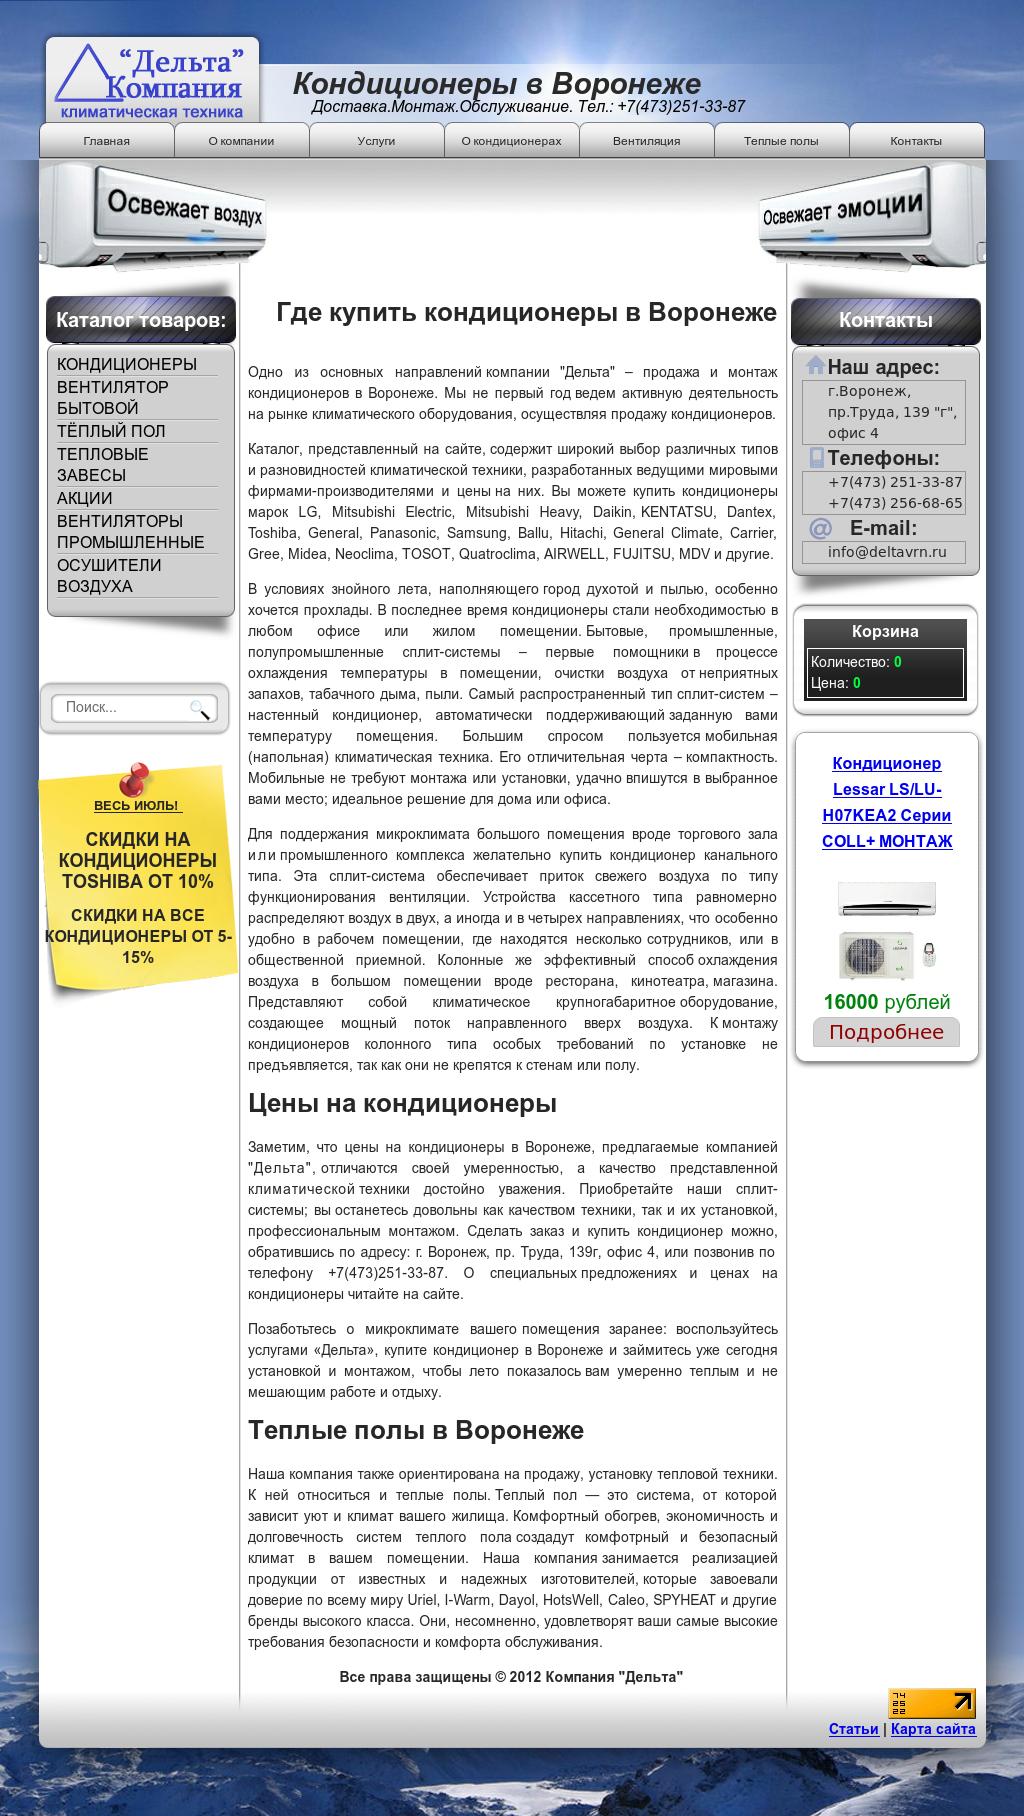 "Дельта"
Компания
климатическая техника
Кондиционеры в Воронеже
Доставка.Монтаж.Обслуживание. Тел.: +7(473)251-33-87
Главная
О компании
Услуги
О кондиционерах
Вентиляция
Теплые полы
Контакты
Освежает воздух
Освежает эмоции
Каталог товаров:
КОНДИЦИОНЕРЫ
ВЕНТИЛЯТОР
БЫТОВОЙ
ТЁПЛЫЙ ПОЛ
ТЕПЛОВЫЕ
ЗАВЕСЫ
АКЦИИ
ВЕНТИЛЯТОРЫ
ПРОМЫШЛЕННЫЕ
ОСУШИТЕЛИ
ВОЗДУХА
Поиск...
ВЕСЬ ИЮЛЬ!
СКИДКИ НА
КОНДИЦИОНЕРЫ
TOSHIBA ОТ 10%
СКИДКИ НА ВСЕ
КОНДИЦИОНЕРЫ ОТ 5-
15%
Где купить кондиционеры в Воронеже
Одно из основных направлений компании "Дельта" – продажа и монтаж
кондиционеров в Воронеже. Мы не первый год ведем активную деятельность
на рынке климатического оборудования, осуществляя продажу кондиционеров.
Каталог, представленный на сайте, содержит широкий выбор различных типов
и разновидностей климатической техники, разработанных ведущими мировыми
фирмами-производителями и цены на них. Вы можете купить кондиционеры
марок LG, Mitsubishi Electric, Mitsubishi Heavy, Daikin, KENTATSU, Dantex,
Toshiba, General, Panasonic, Samsung, Ballu, Hitachi, General Climate, Carrier,
Gree, Midea, Neoclima, TOSOT, Quatroclima, AIRWELL, FUJITSU, MDV и другие.
В условиях знойного лета, наполняющего город духотой и пылью, особенно
хочется прохлады. В последнее время кондиционеры стали необходимостью в
любом офисе или жилом помещении. Бытовые, промышленные,
полупромышленные сплит-системы – первые помощники в процессе
охлаждения температуры в помещении, очистки воздуха от неприятных
запахов, табачного дыма, пыли. Самый распространенный тип сплит-систем –
настенный кондиционер, автоматически поддерживающий заданную вами
температуру помещения. Большим спросом пользуется мобильная
(напольная) климатическая техника. Его отличительная черта – компактность.
Мобильные не требуют монтажа или установки, удачно впишутся в выбранное
вами место; идеальное решение для дома или офиса.
Для поддержания микроклимата большого помещения вроде торгового зала
или промышленного комплекса желательно купить кондиционер канального
типа. Эта сплит-система обеспечивает приток свежего воздуха по типу
функционирования вентиляции. Устройства кассетного типа равномерно
распределяют воздух в двух, а иногда и в четырех направлениях, что особенно
удобно в рабочем помещении, где находятся несколько сотрудников, или в
общественной приемной. Колонные же эффективный способ охлаждения
воздуха в большом помещении вроде ресторана, кинотеатра, магазина.
Представляют собой климатическое крупногабаритное оборудование,
создающее мощный поток направленного вверх воздуха. К монтажу
кондиционеров колонного типа особых требований по установке не
предъявляется, так как они не крепятся к стенам или полу.
Цены на кондиционеры
Заметим, что цены на кондиционеры в Воронеже, предлагаемые компанией
"Дельта", отличаются своей умеренностью, а качество представленной
климатической техники достойно уважения. Приобретайте наши сплит-
системы; вы останетесь довольны как качеством техники, так и их установкой,
профессиональным монтажом. Сделать заказ и купить кондиционер можно,
обратившись по адресу: г. Воронеж, пр. Труда, 139г, офис 4, или позвонив по
телефону +7(473)251-33-87. О специальных предложениях и ценах на
кондиционеры читайте на сайте.
Позаботьтесь о микроклимате вашего помещения заранее: воспользуйтесь
услугами «Дельта», купите кондиционер в Воронеже и займитесь уже сегодня
установкой и монтажом, чтобы лето показалось вам умеренно теплым и не
мешающим работе и отдыху.
Теплые полы в Воронеже
Наша компания также ориентирована на продажу, установку тепловой техники.
К ней относиться и теплые полы. Теплый пол — это система, от которой
зависит уют и климат вашего жилища. Комфортный обогрев, экономичность и
долговечность систем теплого пола создадут комфотрный и безопасный
климат в вашем помещении. Наша компания занимается реализацией
продукции от известных и надежных изготовителей, которые завоевали
доверие по всему миру Uriel, I-Warm, Dayol, HotsWell, Caleo, SPYHEAT и другие
бренды высокого класса. Они, несомненно, удовлетворят ваши самые высокие
требования безопасности и комфорта обслуживания.
Все права защищены © 2012 Компания "Дельта"
Контакты
Наш адрес:
г.Воронеж,
пр.Труда, 139 "г",
офис 4
Телефоны:
+7(473) 251-33-87
+7(473) 256-68-65
@ E-mail:
info@deltavrn.ru
Корзина
Количество: 0
Цена: 0
Кондиционер
Lessar LS/LU-
H07KEA2 Серии
COLL+ МОНТАЖ
16000 рублей
Подробнее
74
25
22
Статьи | Карта сайта